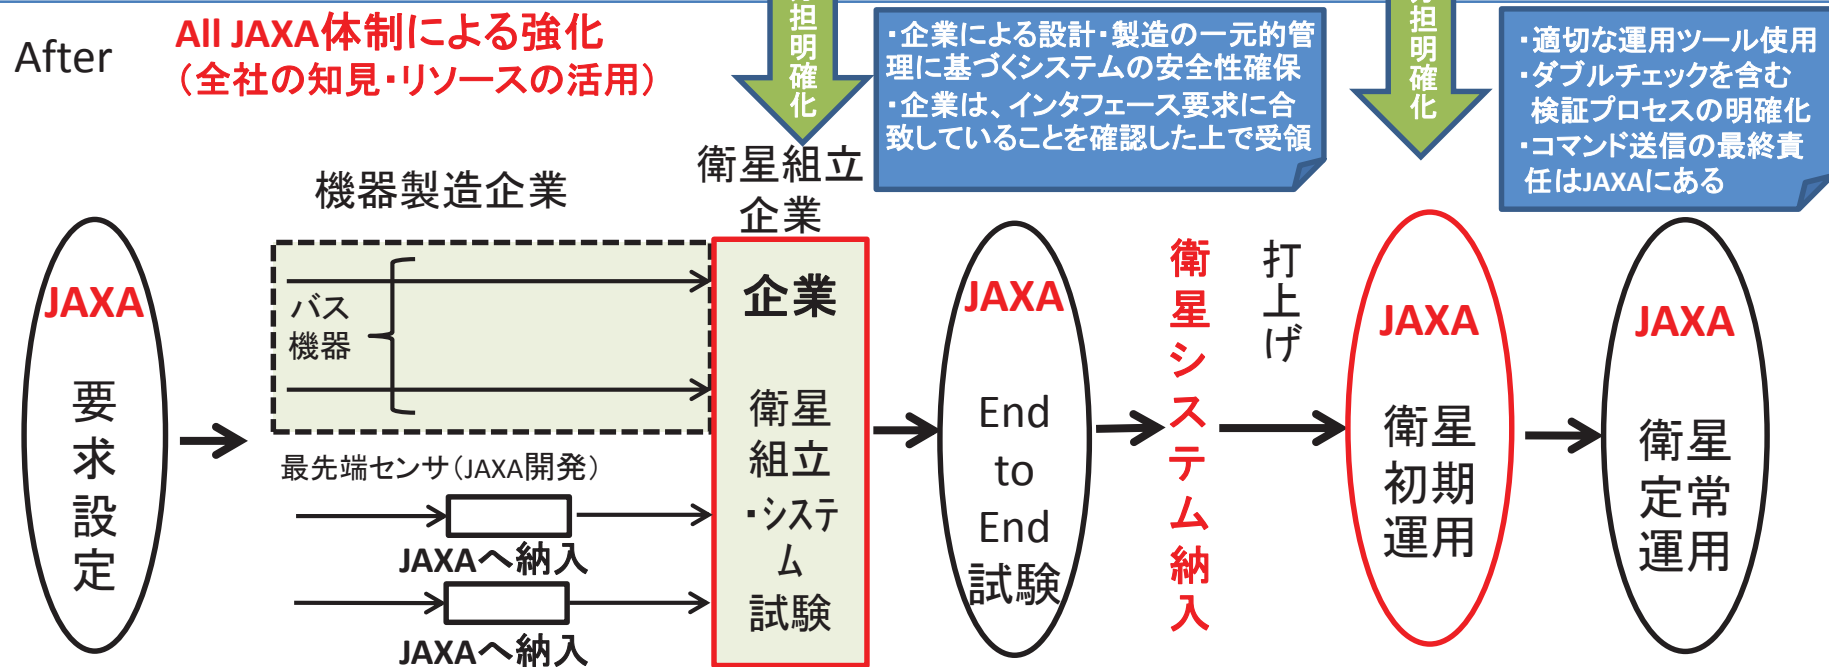 After
All JAXA体制による強化
（全社の知見・リソースの活用）
担明確化
・企業による設計・製造の一元的管
理に基づくシステムの安全性確保
・企業は、インタフェース要求に合
致していることを確認した上で受領
担明確化
・適切な運用ツール使用
・ダブルチェックを含む
検証プロセスの明確化
・コマンド送信の最終責
任はJAXAにある
機器製造企業
衛星組立
企業
JAXA
要求設定
バス
機器
最先端センサ（JAXA開発）
JAXAへ納入
JAXAへ納入
企業
衛星
組立
・システ
ム
試験
JAXA
End
to
End
試験
衛星システム納入
打上げ
JAXA
衛星
初期
運用
JAXA
衛星
定常
運用